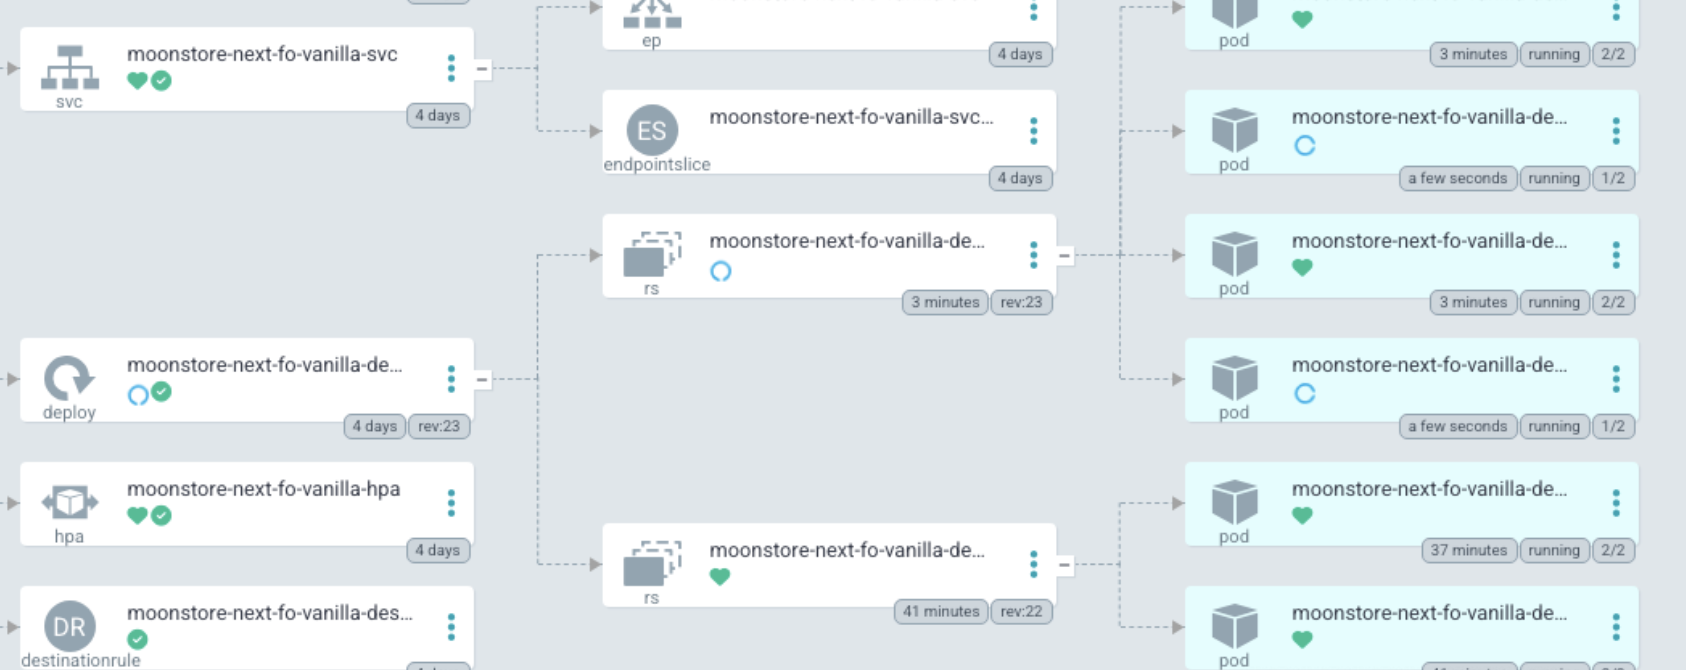 moonstore-next-fo-vanilla-svc
svc
4 days
ep
4 days
ES
moonstore-next-fo-vanilla-svc...
endpointslice
4 days
moonstore-next-fo-vanilla-de...
rs
3 minutes rev:23
moonstore-next-fo-vanilla-de...
deploy
4 days rev:23
moonstore-next-fo-vanilla-hpa
hpa
4 days
moonstore-next-fo-vanilla-de...
rs
41 minutes rev:22
DR
moonstore-next-fo-vanilla-des...
destinationrule
pod
3 minutes running 2/2
moonstore-next-fo-vanilla-de...
pod
a few seconds running 1/2
moonstore-next-fo-vanilla-de...
pod
3 minutes running 2/2
moonstore-next-fo-vanilla-de...
pod
a few seconds running 1/2
moonstore-next-fo-vanilla-de...
pod
37 minutes running 2/2
moonstore-next-fo-vanilla-de...
pod